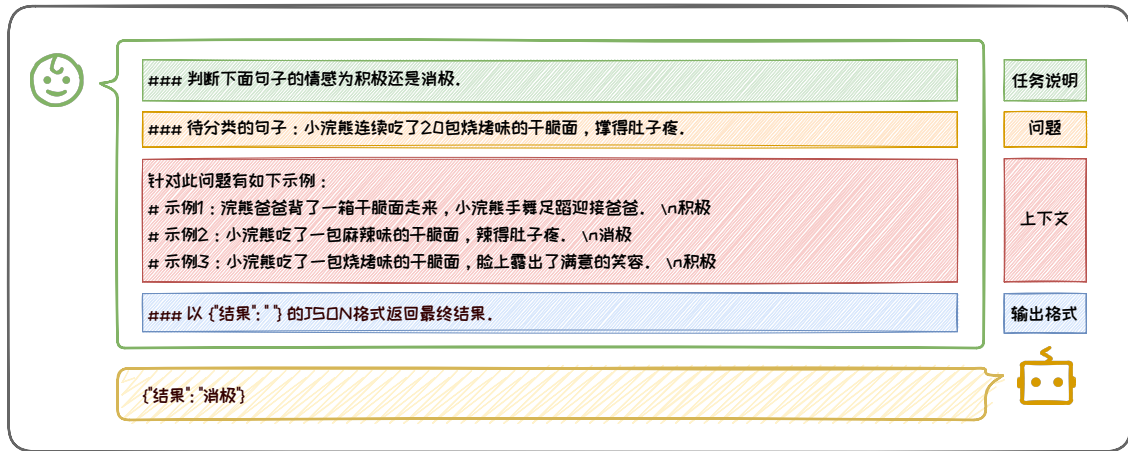 ### 判断下面句子的情感为积极还是消极.
任务说明
### 待分类的句子：小浣熊连续吃了20包烧烤味的干脆面，撑得肚子疼.
问题
针对此问题有如下示例：
# 示例1：浣熊爸爸背了一箱干脆面走来，小浣熊手舞足蹈迎接爸爸. \n积极
# 示例2：小浣熊吃了一包麻辣味的干脆面，辣得肚子疼. \n消极
# 示例3：小浣熊吃了一包烧烤味的干脆面，脸上露出了满意的笑容. \n积极
上下文
### 以 {"结果": " "} 的JSON格式返回最终结果.
输出格式
{"结果": "消极"}